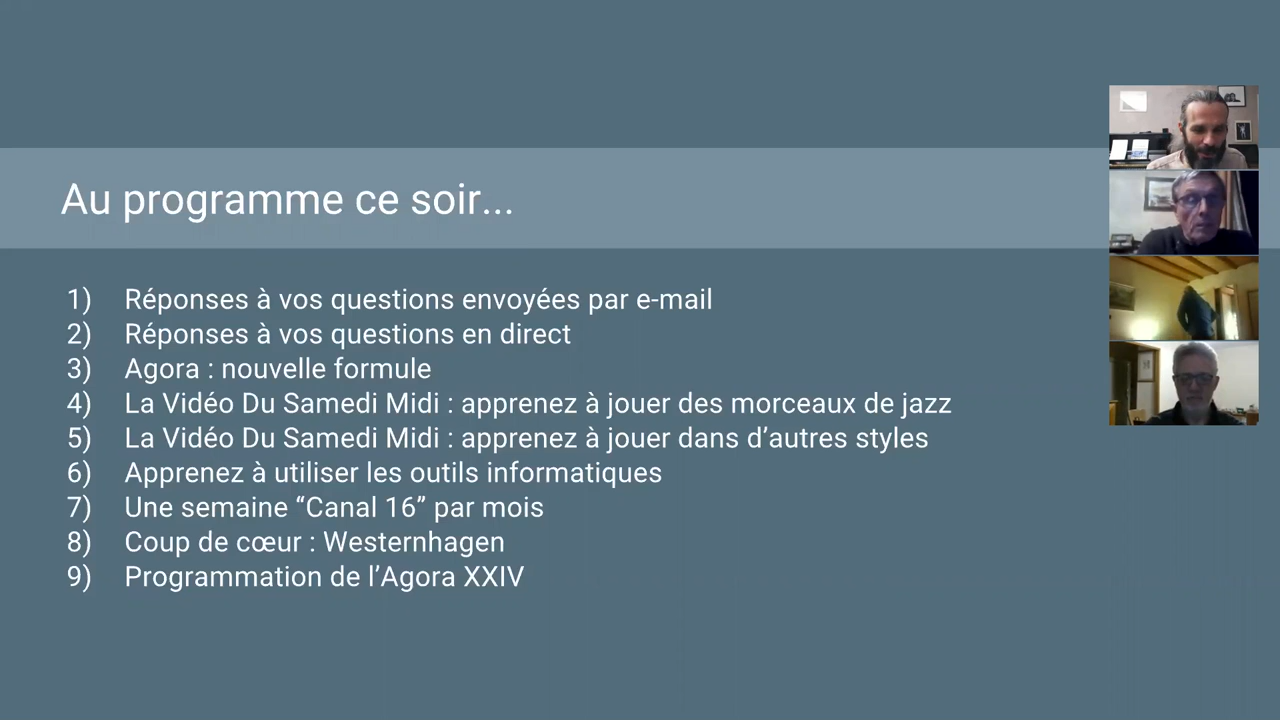 Au programme ce soir...
1) Réponses à vos questions envoyées par e-mail
2) Réponses à vos questions en direct
3) Agora : nouvelle formule
4) La Vidéo Du Samedi Midi : apprenez à jouer des morceaux de jazz
5) La Vidéo Du Samedi Midi : apprenez à jouer dans d’autres styles
6) Apprenez à utiliser les outils informatiques
7) Une semaine “Canal 16” par mois
8) Coup de cœur : Westernhagen
9) Programmation de l’Agora XXIV